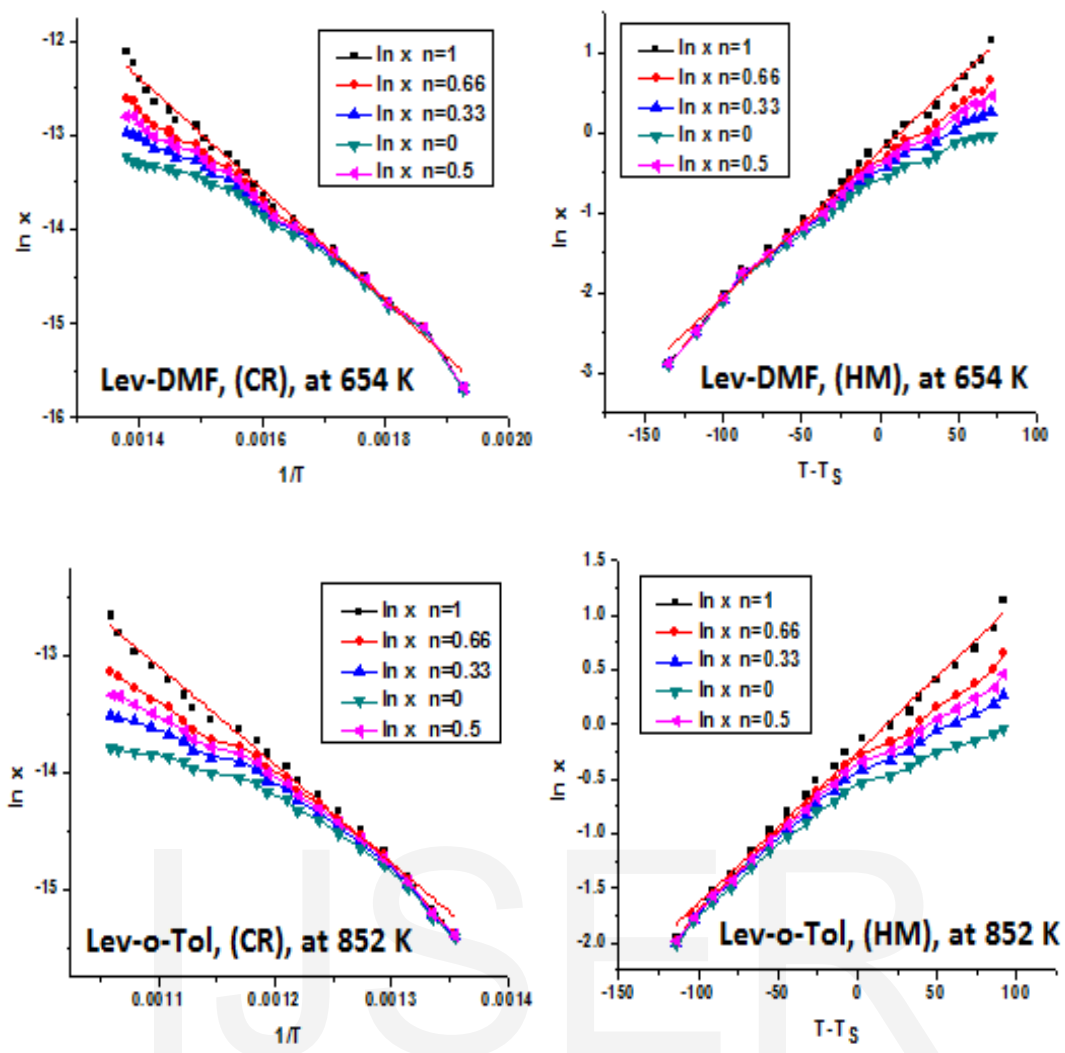 -12
-13
-14
-15
-16
0.0014
0.0016
0.0018
0.0020
ln x
1/T
ln x n=1
ln x n=0.66
ln x n=0.33
ln x n=0
ln x n=0.5
Lev-DMF, (CR), at 654 K
1
0
-1
-2
-3
-150
-100
-50
0
50
100
ln x
T-TS
ln x n=1
ln x n=0.66
ln x n=0.33
ln x n=0
ln x n=0.5
Lev-DMF, (HM), at 654 K
-13
-14
-15
0.0011
0.0012
0.0013
0.0014
ln x
1/T
ln x n=1
ln x n=0.66
ln x n=0.33
ln x n=0
ln x n=0.5
Lev-o-Tol, (CR), at 852 K
1.5
1.0
0.5
0.0
-0.5
-1.0
-1.5
-2.0
-150
-100
-50
0
50
100
ln x
T-TS
ln x n=1
ln x n=0.66
ln x n=0.33
ln x n=0
ln x n=0.5
Lev-o-Tol, (HM), at 852 K
IJSER